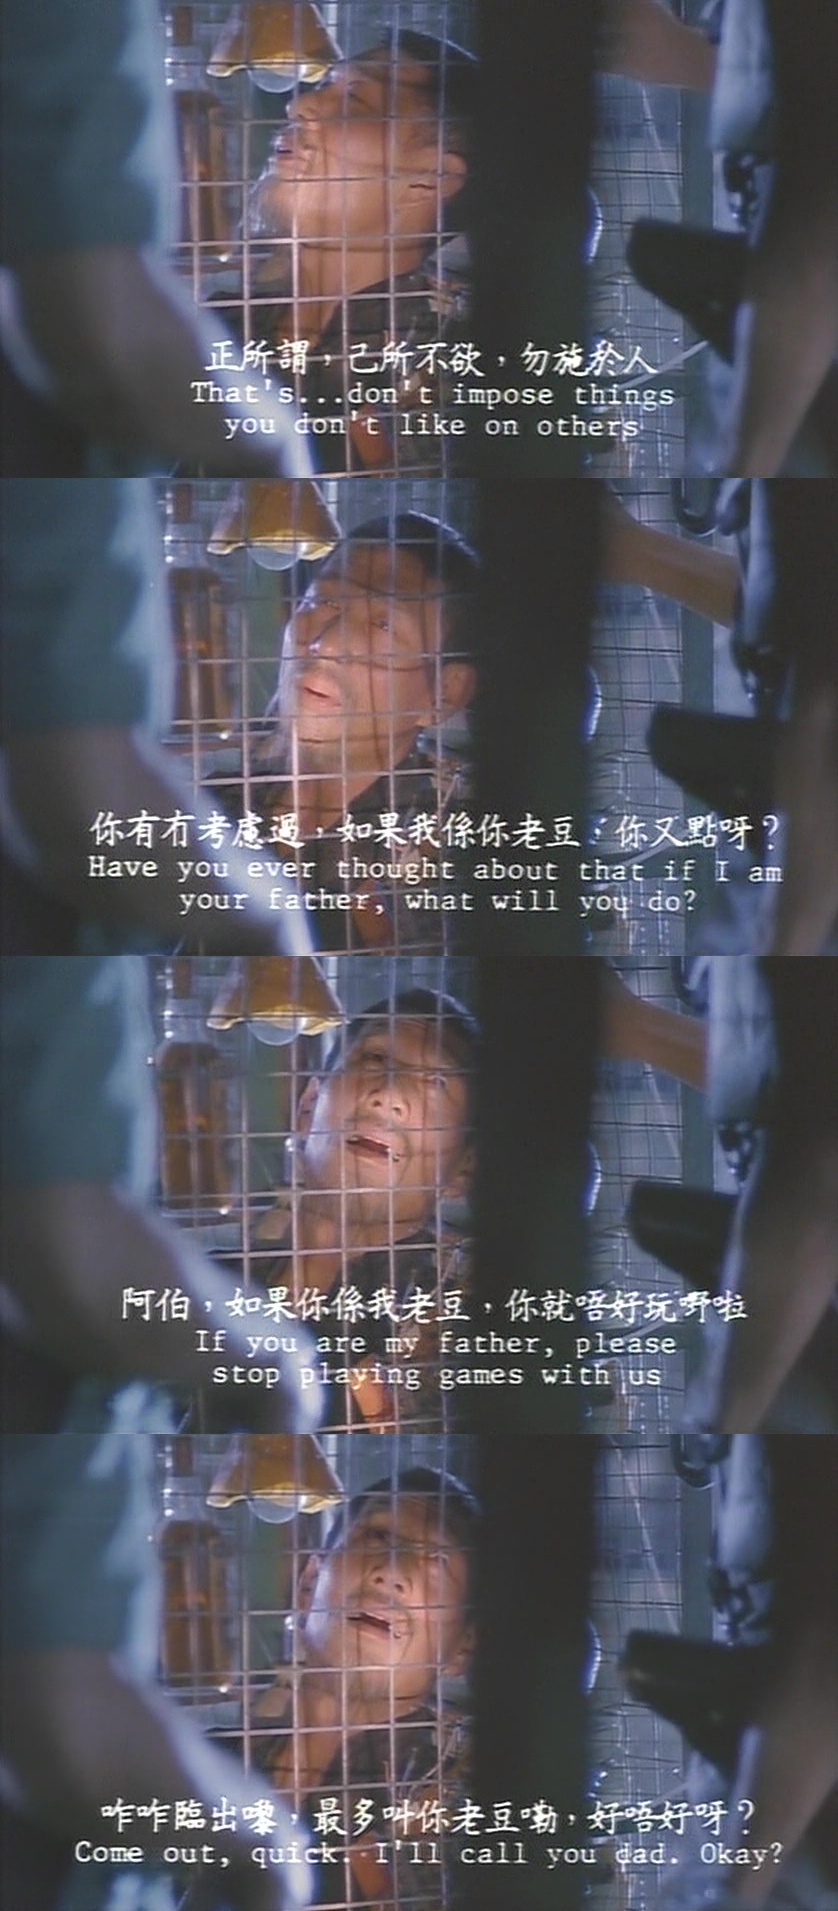 正所謂，己所不欲，勿施於人
That's...don't impose things
you don't like on others
你有冇考慮過，如果我係你老豆，你又點呀？
Have you ever thought about that if I am
your father, what will you do?
阿伯，如果你係我老豆，你就唔好玩嘢啦
If you are my father, please
stop playing games with us
咋咋臨出嚟，最多叫你老豆嘞，好唔好呀？
Come out, quick. I'll call you dad. Okay?